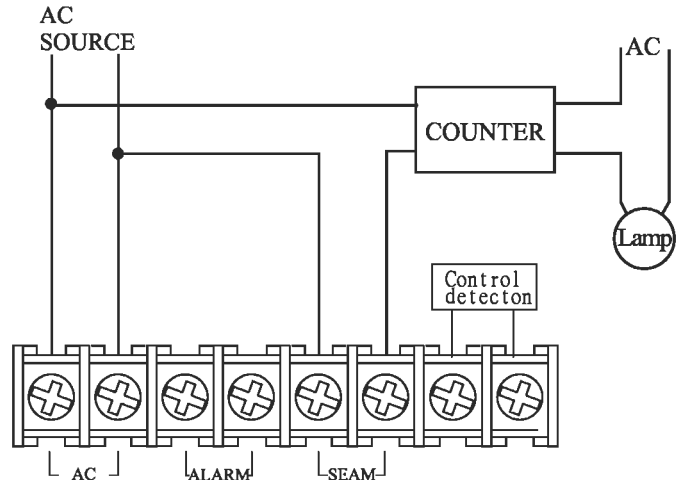 AC
SOURCE
AC
COUNTER
Lamp
Control
detecton
AC
ALARM
SEAM